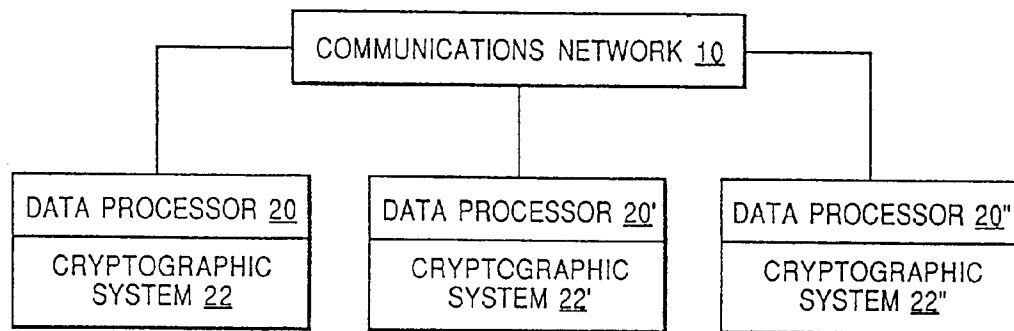 COMMUNICATIONS NETWORK 10
DATA PROCESSOR 20
CRYPTOGRAPHIC
SYSTEM 22
DATA PROCESSOR 20'
CRYPTOGRAPHIC
SYSTEM 22'
DATA PROCESSOR 20"
CRYPTOGRAPHIC
SYSTEM 22"